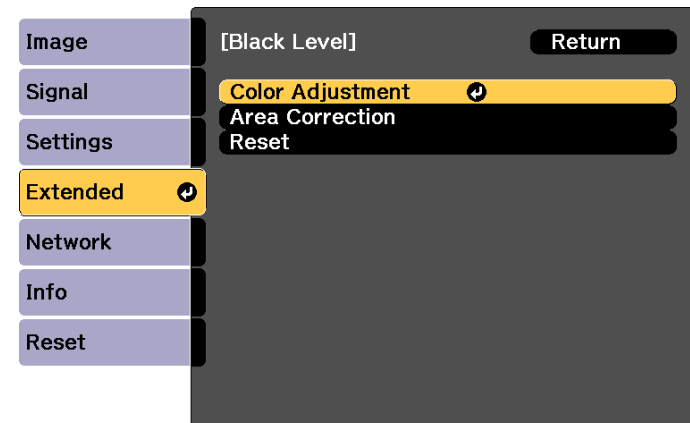 Image
Signal
Settings
Extended
Network
Info
Reset
[Black Level]
Return
Color Adjustment
Area Correction
Reset